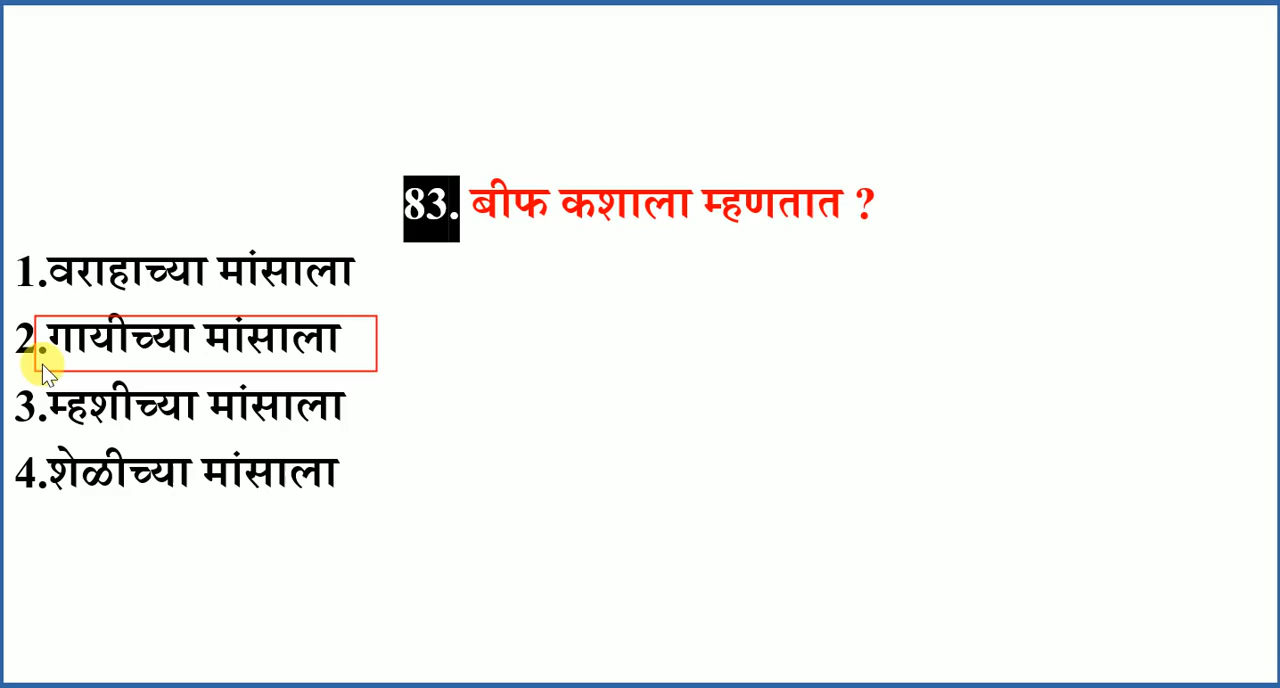 83. बीफ कशाला म्हणतात ?
1.वराहाच्या मांसाला
2.गायीच्या मांसाला
3.म्हशीच्या मांसाला
4.शेळीच्या मांसाला